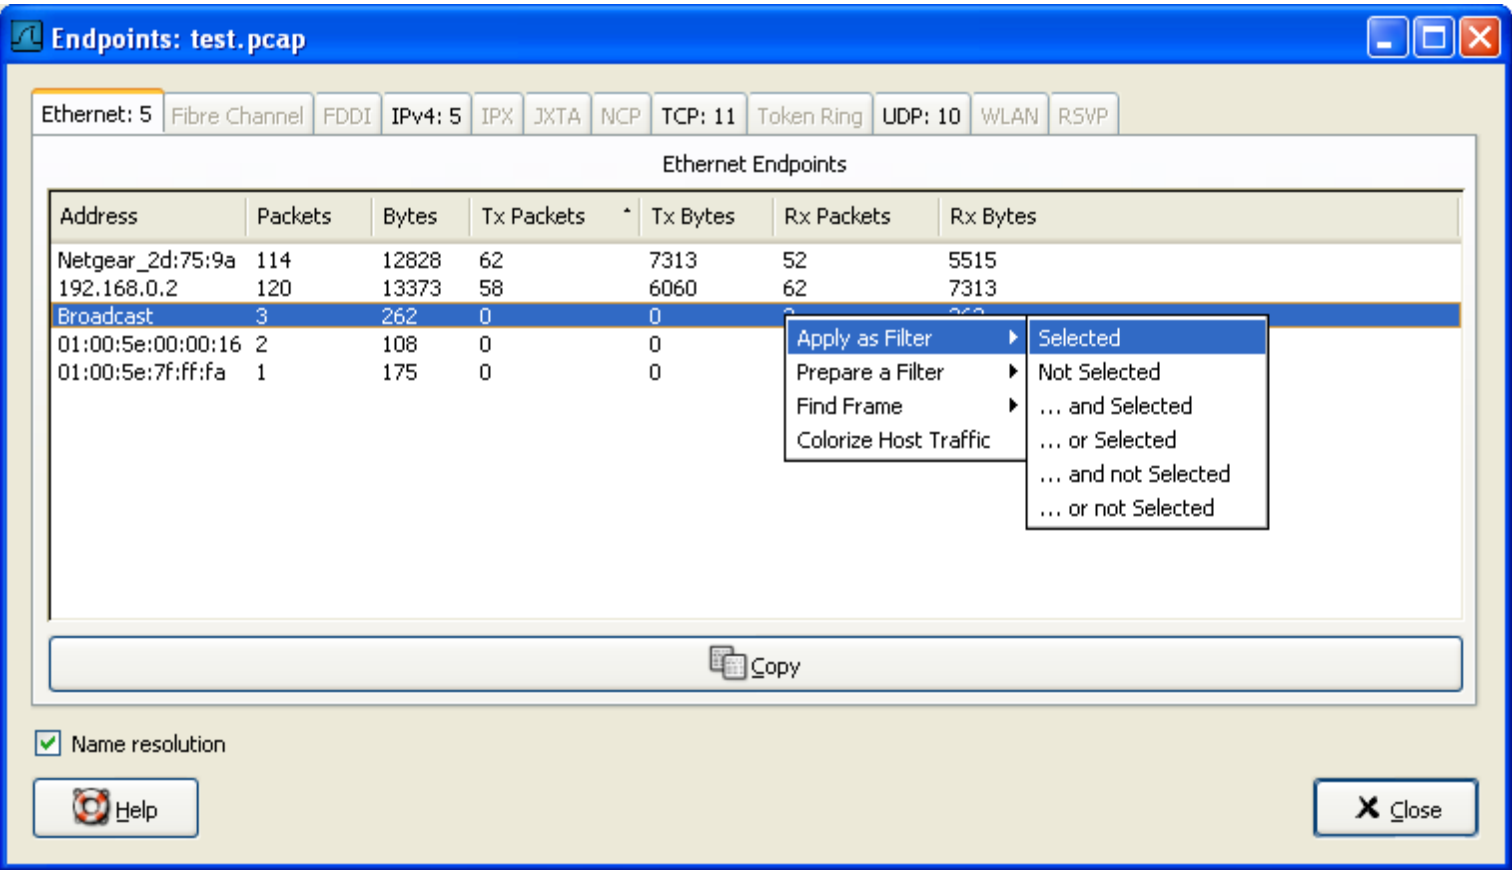 Endpoints: test.pcap
Ethernet: 5 Fibre Channel FDDI IPv4: 5 IPX JXTA NCP TCP: 11 Token Ring UDP: 10 WLAN RSVP
Ethernet Endpoints
Address Packets Bytes Tx Packets Tx Bytes Rx Packets Rx Bytes
Netgear_2d:75:9a 114 12828 62 7313 52 5515
192.168.0.2 120 13373 58 6060 62 7313
Broadcast 3 262 0 0
01:00:5e:00:00:16 2 108 0 0
01:00:5e:7f:ff:fa 1 175 0 0
Apply as Filter
Prepare a Filter
Find Frame
Colorize Host Traffic
Selected
Not Selected
... and Selected
... or Selected
... and not Selected
... or not Selected
Copy
Name resolution
Help
Close